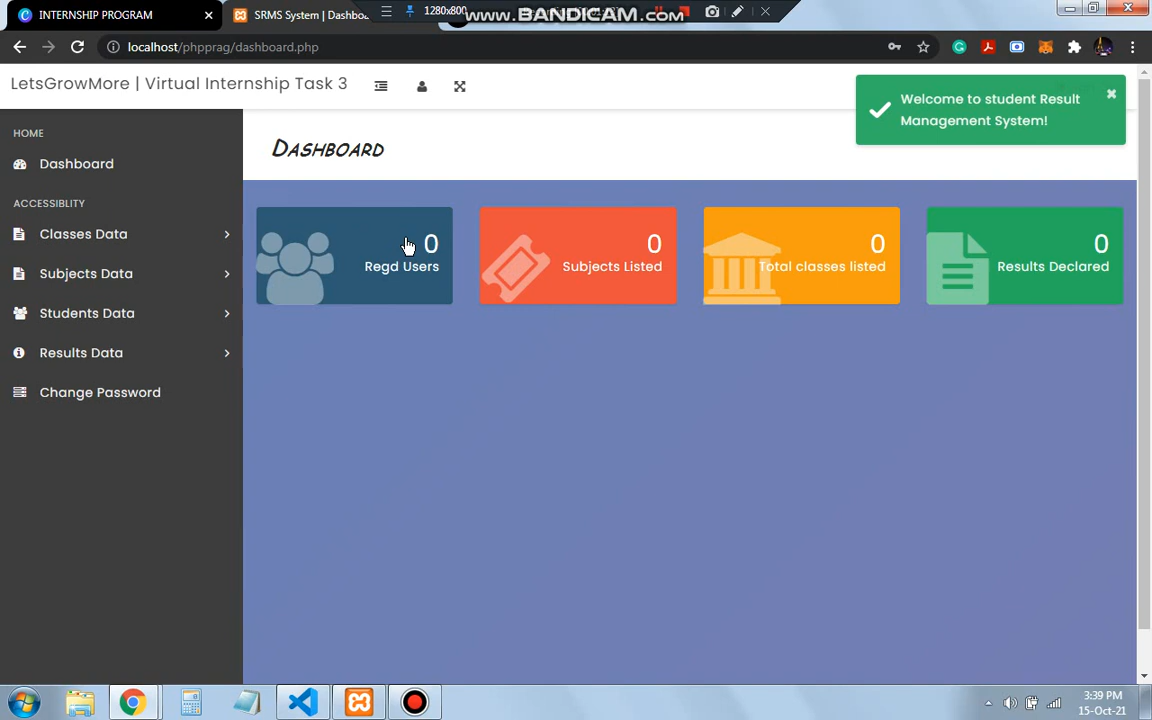 INTERNSHIP PROGRAM
SRMS System | Dashboa
1280x800
www.BANDICAM.com
localhost/phpprag/dashboard.php
LetsGrowMore | Virtual Internship Task 3
Welcome to student Result
Management System!
HOME
Dashboard
ACCESSIBLITY
Classes Data
Subjects Data
Students Data
Results Data
Change Password
DASHBOARD
0
Regd Users
0
Subjects Listed
0
Total classes listed
0
Results Declared
3:39 PM
15-Oct-21